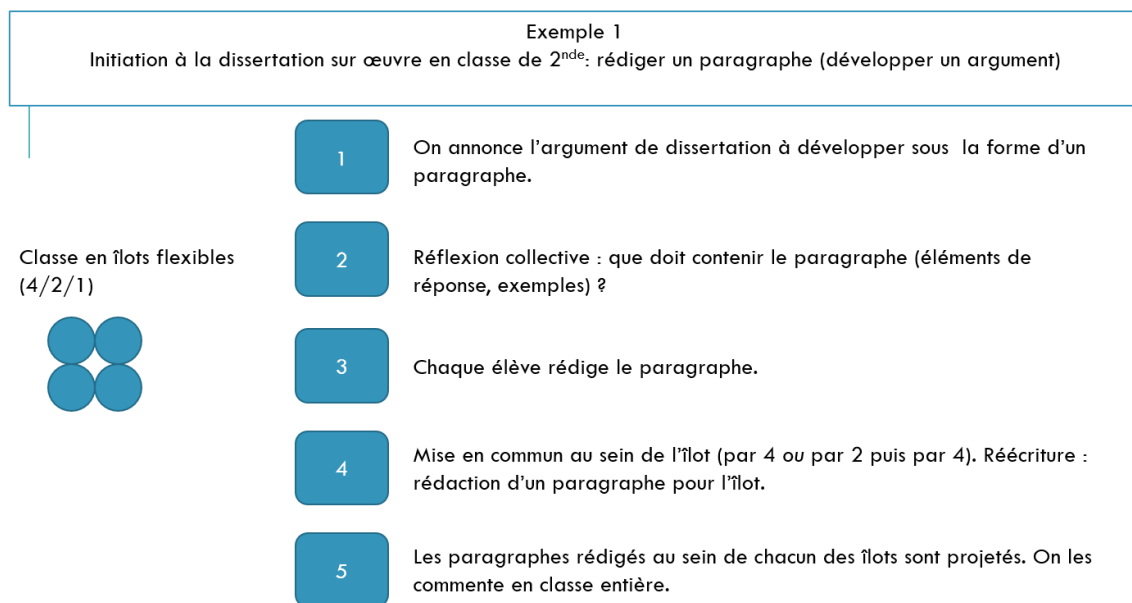 Exemple 1
Initiation à la dissertation sur œuvre en classe de 2nde: rédiger un paragraphe (développer un argument)
1
On annonce l’argument de dissertation à développer sous la forme d’un
paragraphe.
Classe en îlots flexibles
(4/2/1)
2
Réflexion collective : que doit contenir le paragraphe (éléments de
réponse, exemples) ?
3
Chaque élève rédige le paragraphe.
4
Mise en commun au sein de l’îlot (par 4 ou par 2 puis par 4). Réécriture :
rédaction d’un paragraphe pour l’îlot.
5
Les paragraphes rédigés au sein de chacun des îlots sont projetés. On les
commente en classe entière.